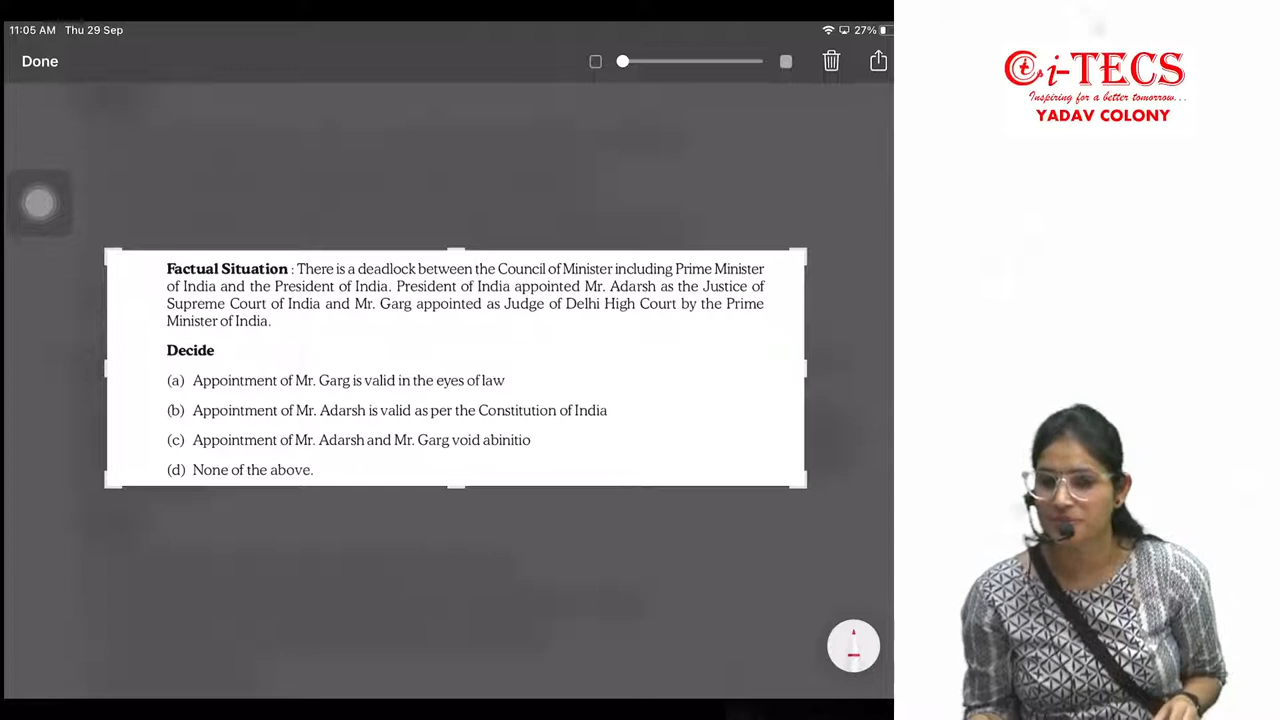 11:05 AM Thu 29 Sep
27%
Done
Factual Situation : There is a deadlock between the Council of Minister including Prime Minister
of India and the President of India. President of India appointed Mr. Adarsh as the Justice of
Supreme Court of India and Mr. Garg appointed as Judge of Delhi High Court by the Prime
Minister of India.
Decide
(a) Appointment of Mr. Garg is valid in the eyes of law
(b) Appointment of Mr. Adarsh is valid as per the Constitution of India
(c) Appointment of Mr. Adarsh and Mr. Garg void abinitio
(d) None of the above.
i-TECS
Inspiring for a better tomorrow...
YADAV COLONY